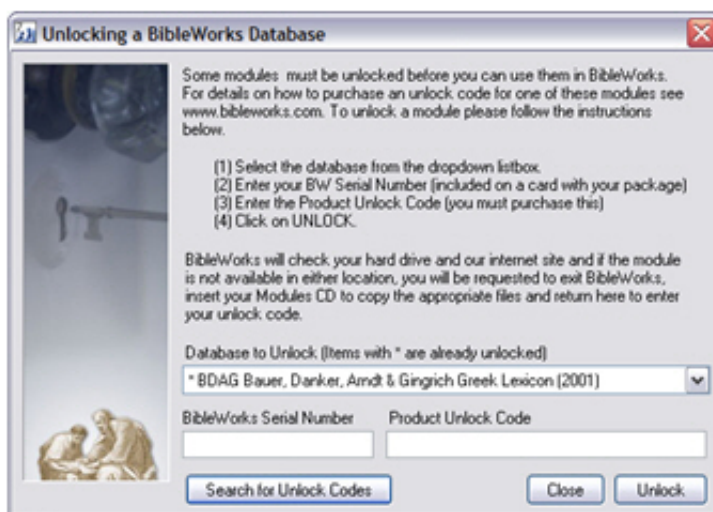 Unlocking a BibleWorks Database
Some modules must be unlocked before you can use them in BibleWorks.
For details on how to purchase an unlock code for one of these modules see
www.bibleworks.com. To unlock a module please follow the instructions
below.
(1) Select the database from the dropdown listbox.
(2) Enter your BW Serial Number (included on a card with your package)
(3) Enter the Product Unlock Code (you must purchase this)
(4) Click on UNLOCK.
BibleWorks will check your hard drive and our internet site and if the module
is not available in either location, you will be requested to exit BibleWorks,
insert your Modules CD to copy the appropriate files and return here to enter
your unlock code.
Database to Unlock (Items with * are already unlocked)
* BDAG Bauer, Danker, Arndt & Gingrich Greek Lexicon (2001)
BibleWorks Serial Number Product Unlock Code
Search for Unlock Codes Close Unlock